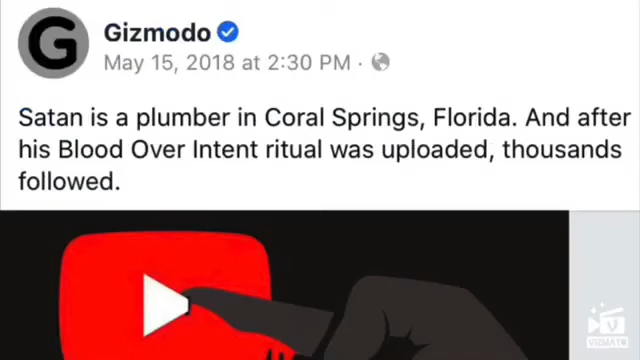 G
Gizmodo
May 15, 2018 at 2:30 PM ·
Satan is a plumber in Coral Springs, Florida. And after
his Blood Over Intent ritual was uploaded, thousands
followed.
V
VIZMATO